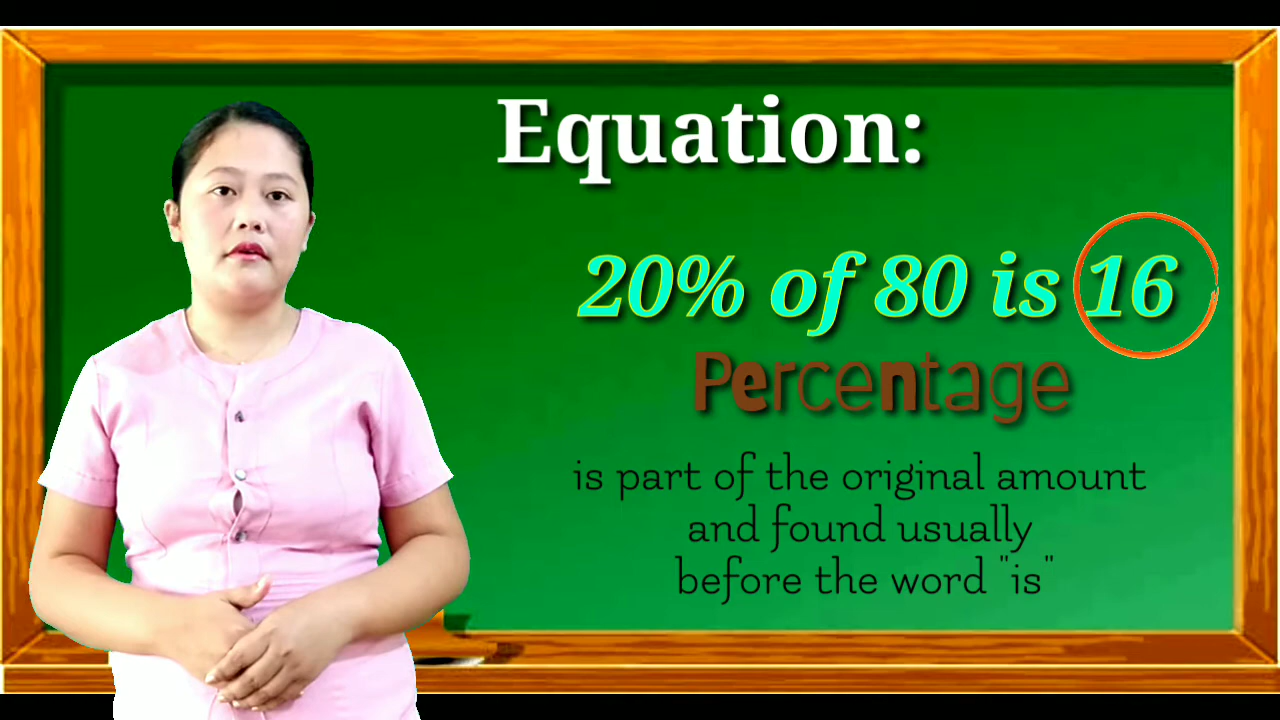 Equation:
20% of 80 is 16
Percentage
is part of the original amount
and found usually
before the word "is"